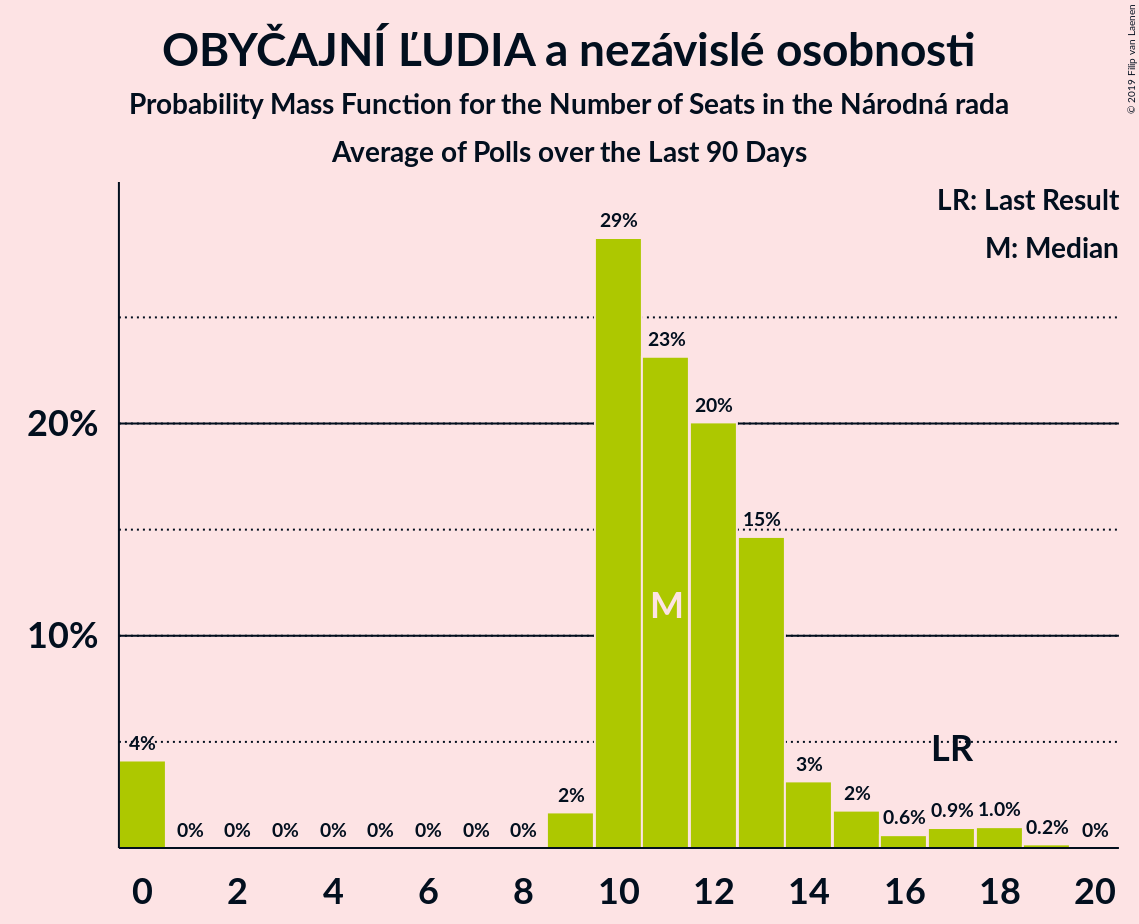 OBYČAJNÍ ĽUDIA a nezávislé osobnosti
Probability Mass Function for the Number of Seats in the Národná rada
Average of Polls over the Last 90 Days
© 2019 Filip van Laenen
LR: Last Result
M: Median
29%
23%
20%
20%
15%
M
10%
4%
LR
3%
2%
2%
0% 0% 0% 0% 0% 0% 0% 0%
0.6% 0.9% 1.0% 0.2% 0%
0 2 4 6 8 10 12 14 16 18 20